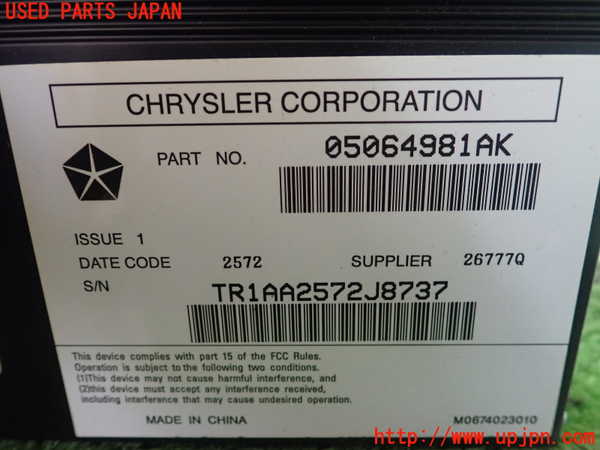 USED PARTS JAPAN
CHRYSLER CORPORATION
PART NO. 05064981AK
ISSUE 1
DATE CODE 2572 SUPPLIER 26777Q
S/N TR1AA2572J8737
This device complies with part 15 of the FCC Rules.
Operation is subject to the following two conditions.
(1)This device may not cause harmful interference, and
(2)this device must accept any interference received,
including interference that may cause undesired operation.
MADE IN CHINA M0674023010
http://www.upjpn.com